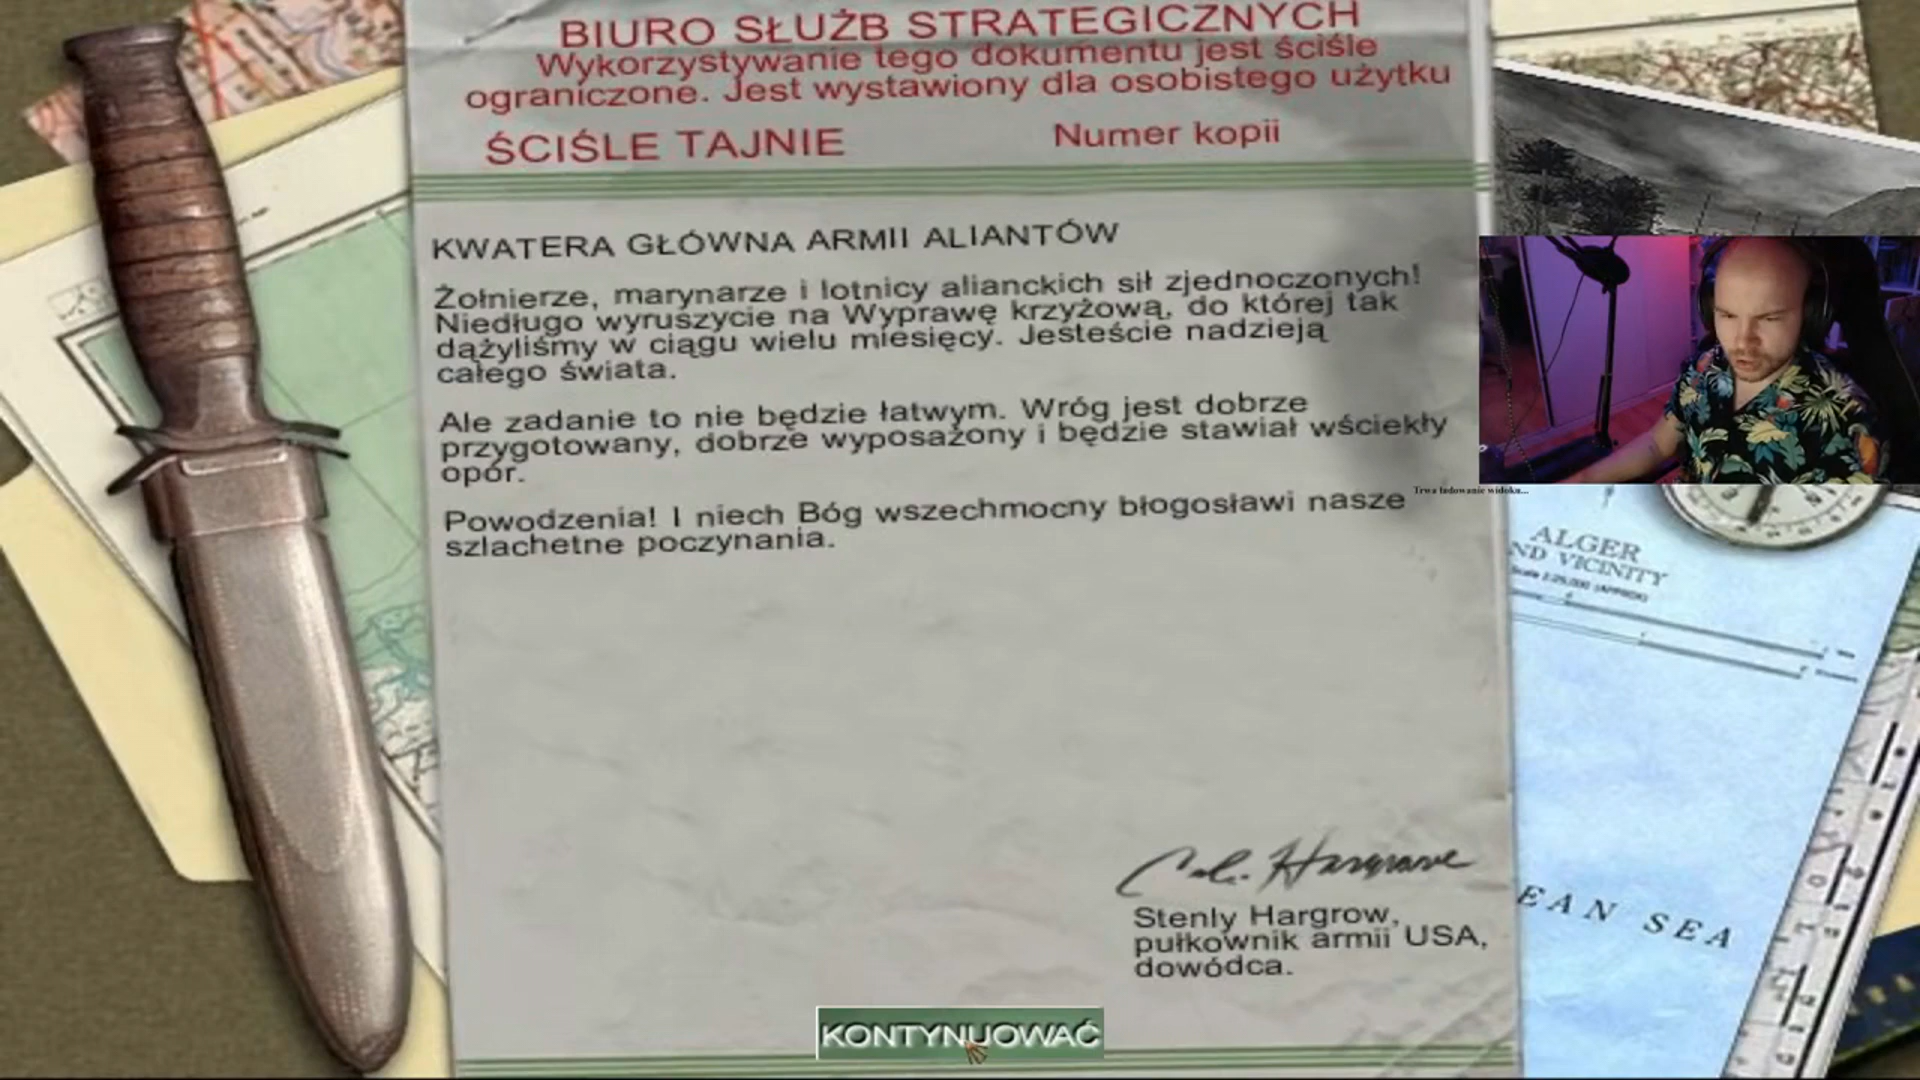 BIURO SŁUŻB STRATEGICZNYCH
Wykorzystywanie tego dokumentu jest ściśle
ograniczone. Jest wystawiony dla osobistego użytku
ŚCIŚLE TAJNIE
Numer kopii
KWATERA GŁÓWNA ARMII ALIANTÓW
Żołnierze, marynarze i lotnicy alianckich sił zjednoczonych!
Niedługo wyruszycie na Wyprawę krzyżową, do której tak
dążyliśmy w ciągu wielu miesięcy. Jesteście nadzieją
całego świata.
Ale zadanie to nie będzie łatwym. Wróg jest dobrze
przygotowany, dobrze wyposażony i będzie stawiał wściekły
opór.
Powodzenia! I niech Bóg wszechmocny błogosławi nasze
szlachetne poczynania.
Trwa ładowanie widoku...
ALGER
ND VICINITY
EAN SEA
Stenly Hargrow,
pułkownik armii USA,
dowódca.
KONTYNUOWAĆ